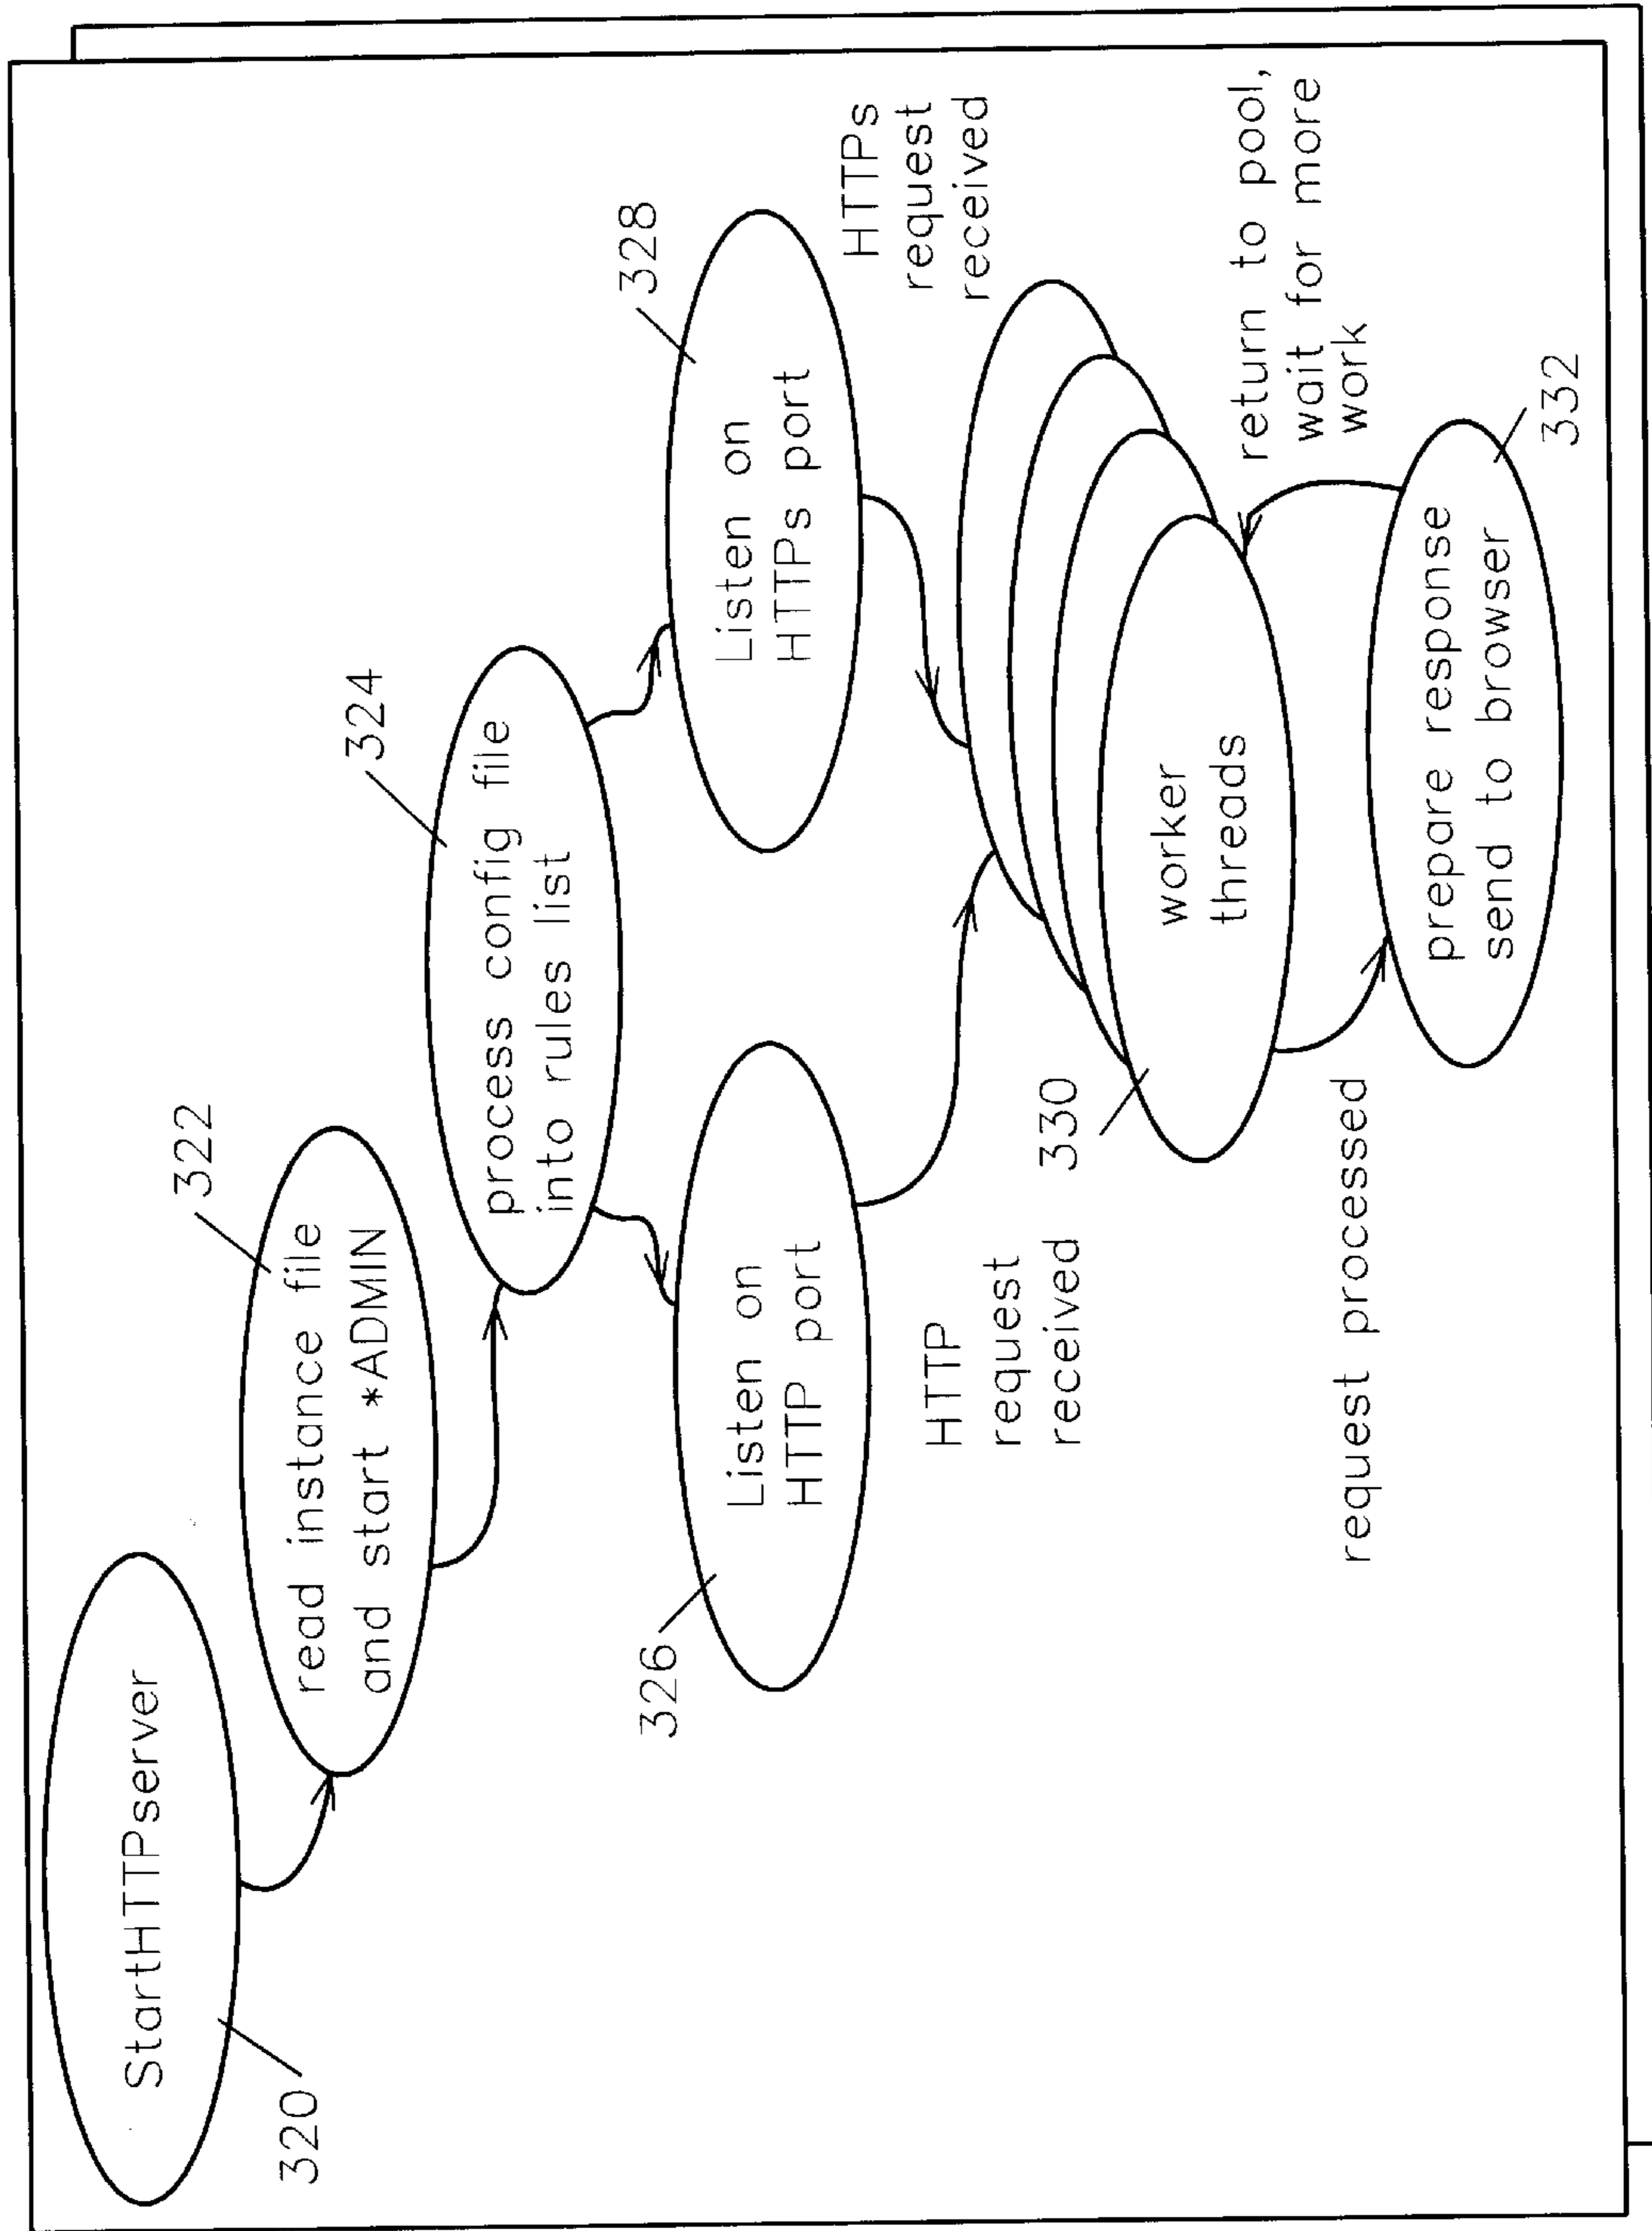 StartHTTPserver
320
322
read instance file
and start *ADMIN
324
process config file
into rules list
326
Listen on
HTTP port
328
Listen on
HTTPs port
HTTP
request
received
HTTPs
request
received
330
worker
threads
return to pool,
wait for more
work
request processed
prepare response
send to browser
332